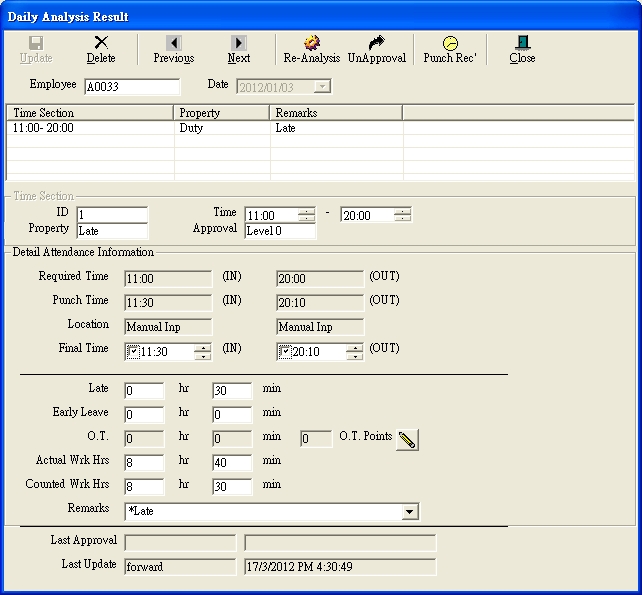 Daily Analysis Result
Update Delete Previous Next Re-Analysis UnApproval Punch Rec' Close
Employee A0033 Date 2012/01/03
Time Section Property Remarks
11:00- 20:00 Duty Late
Time Section
ID 1 Time 11:00 - 20:00
Property Late Approval Level 0
Detail Attendance Information
Required Time 11:00 (IN) 20:00 (OUT)
Punch Time 11:30 (IN) 20:10 (OUT)
Location Manual Inp Manual Inp
Final Time 11:30 (IN) 20:10 (OUT)
Late 0 hr 30 min
Early Leave 0 hr 0 min
O.T. 0 hr 0 min 0 O.T. Points
Actual Wrk Hrs 8 hr 40 min
Counted Wrk Hrs 8 hr 30 min
Remarks *Late
Last Approval
Last Update forward 17/3/2012 PM 4:30:49